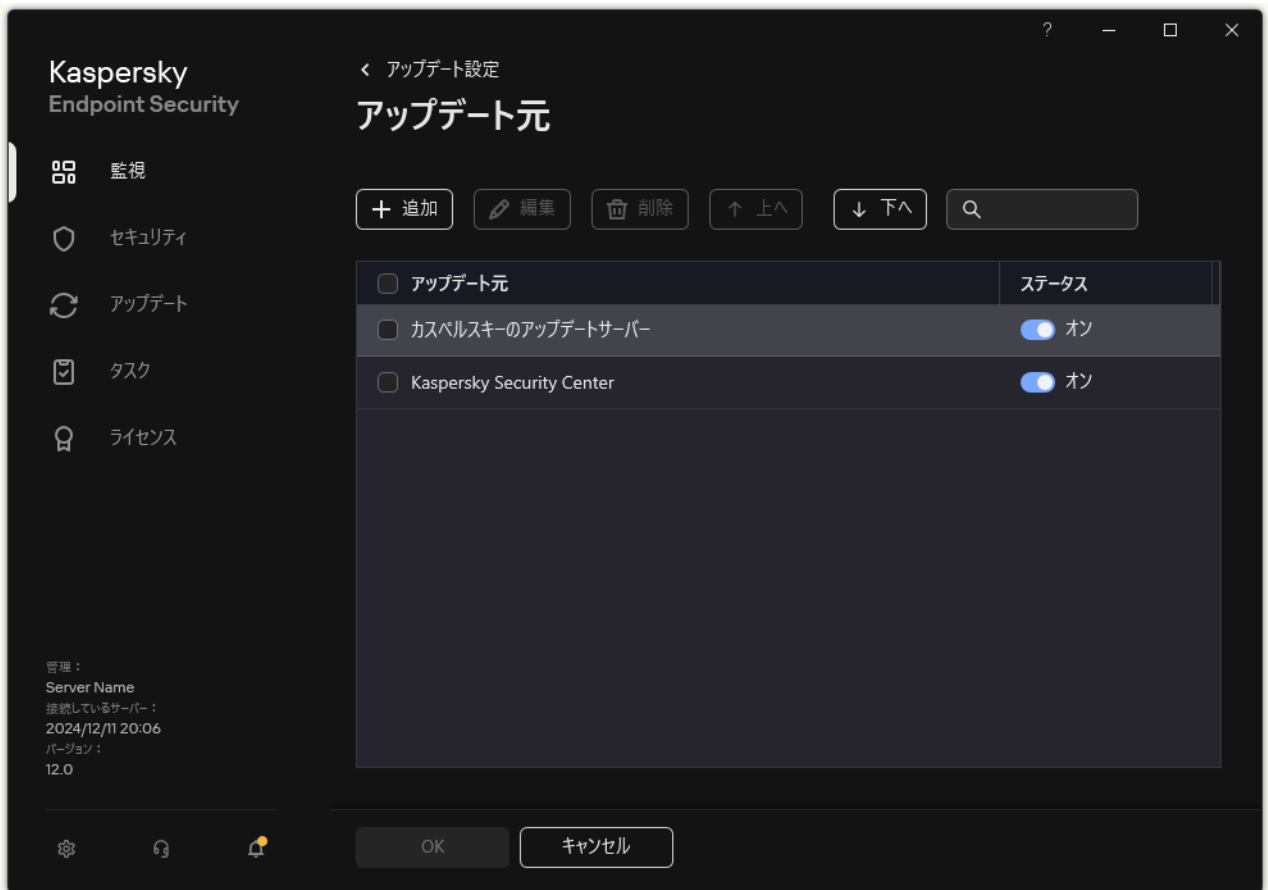 ?
Kaspersky
Endpoint Security
アップデート設定
アップデート元
監視
セキュリティ
アップデート
タスク
ライセンス
追加 編集 削除 上へ 下へ
アップデート元 ステータス
カスペルスキーのアップデートサーバー オン
Kaspersky Security Center オン
管理：
Server Name
接続しているサーバー：
2024/12/11 20:06
バージョン：
12.0
OK キャンセル